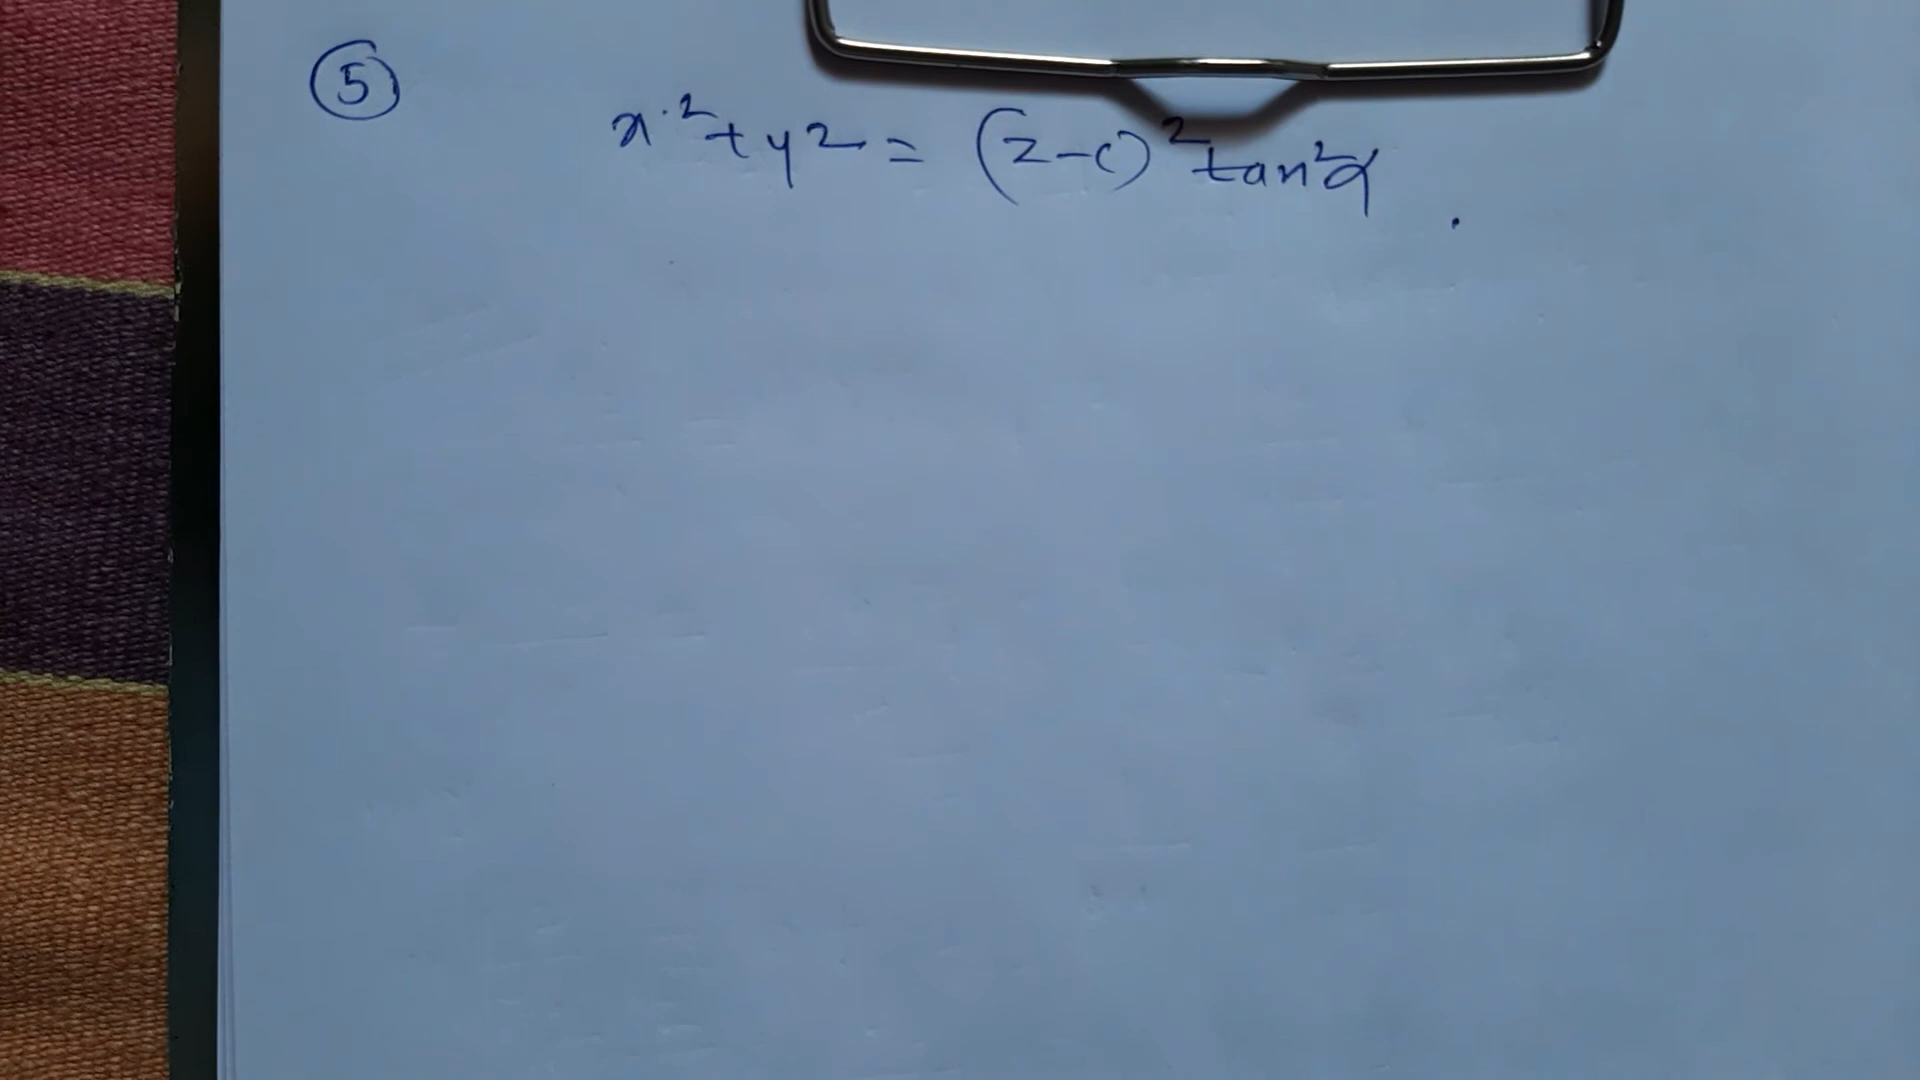 ⑤
x² + y² = (z-c)² tan²α.